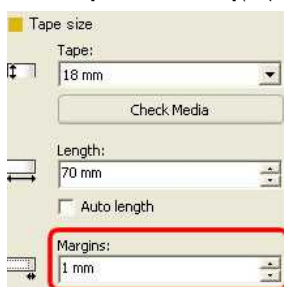 Tape size
Tape:
18 mm
Check Media
Length:
70 mm
Auto length
Margins:
1 mm